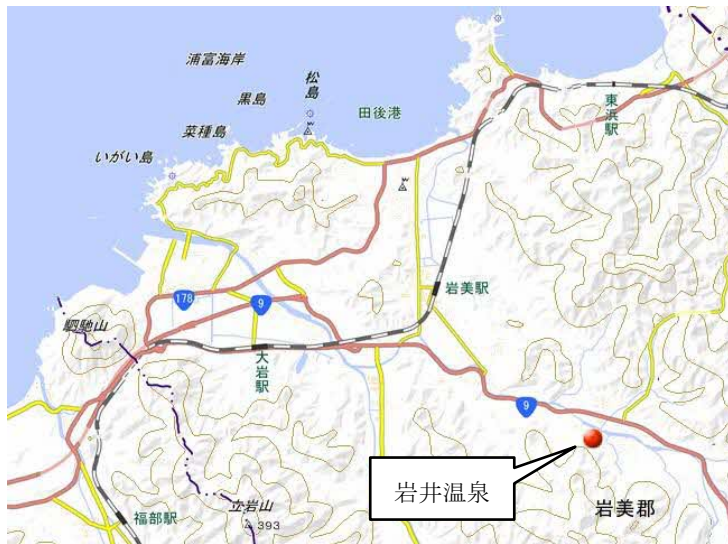 浦富海岸
黒島
松島
菜種島
田後港
いがい島
東浜駅
岩美駅
178
9
駟馳山
大岩駅
9
岩井温泉
岩美郡
立岩山
393
福部駅